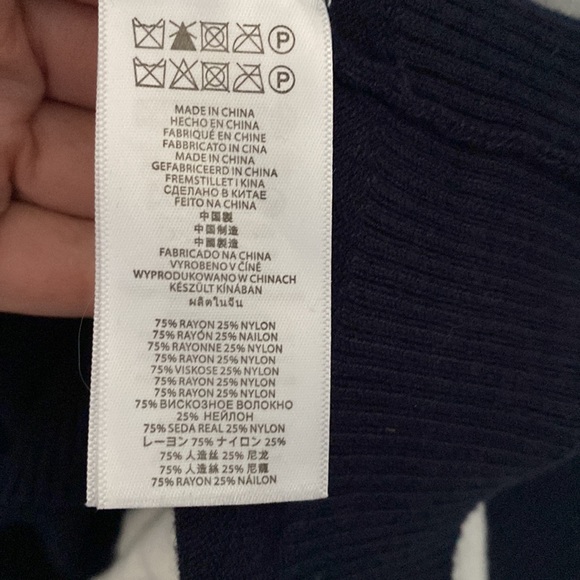 P
P
MADE IN CHINA
HECHO EN CHINA
FABRIQUÉ EN CHINE
FABBRICATO IN CINA
MADE IN CHINA
GEFABRICEERD IN CHINA
FREMSTILLET I KINA
СДЕЛАНО В КИТАЕ
FEITO NA CHINA
中国製
中国制造
中國製造
FABRICADO NA CHINA
VYROBENO V ČÍNĚ
WYPRODUKOWANO W CHINACH
KÉSZÜLT KÍNÁBAN
ผลิตในจีน
75% RAYON 25% NYLON
75% RAYÓN 25% NAILON
75% RAYONNE 25% NYLON
75% RAYON 25% NYLON
75% VISKOSE 25% NYLON
75% RAYON 25% NYLON
75% RAYON 25% NYLON
75% ВИСКОЗНОЕ ВОЛОКНО
25% НЕЙЛОН
75% SEDA REAL 25% NYLON
レーヨン 75% ナイロン 25%
75% 人造丝 25% 尼龙
75% 人造絲 25% 尼龍
75% RAYON 25% NAILON